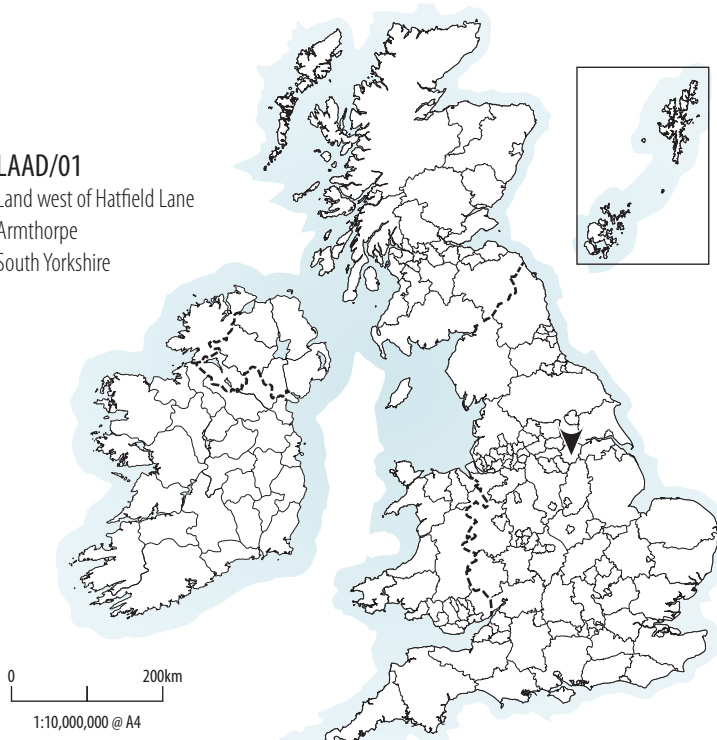 LAAD/01
Land west of Hatfield Lane
Armthorpe
South Yorkshire
0 200km
1:10,000,000 @ A4